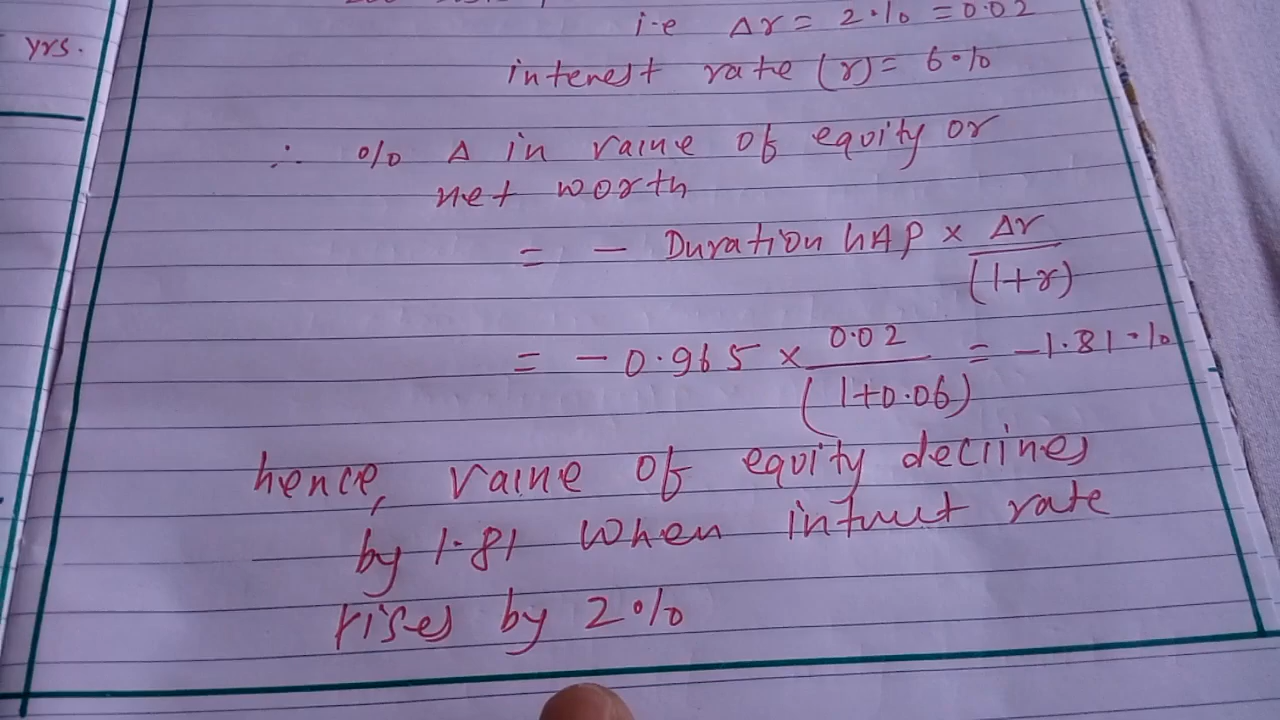 yrs.
i.e Δr = 2% = 0.02
interest rate (r) = 6%
∴ % Δ in value of equity or
net worth
= - Duration GAP × Δr/(1+r)
= - 0.965 × 0.02/(1+0.06) = -1.81%
hence, value of equity declines
by 1.81 when interest rate
rises by 2%